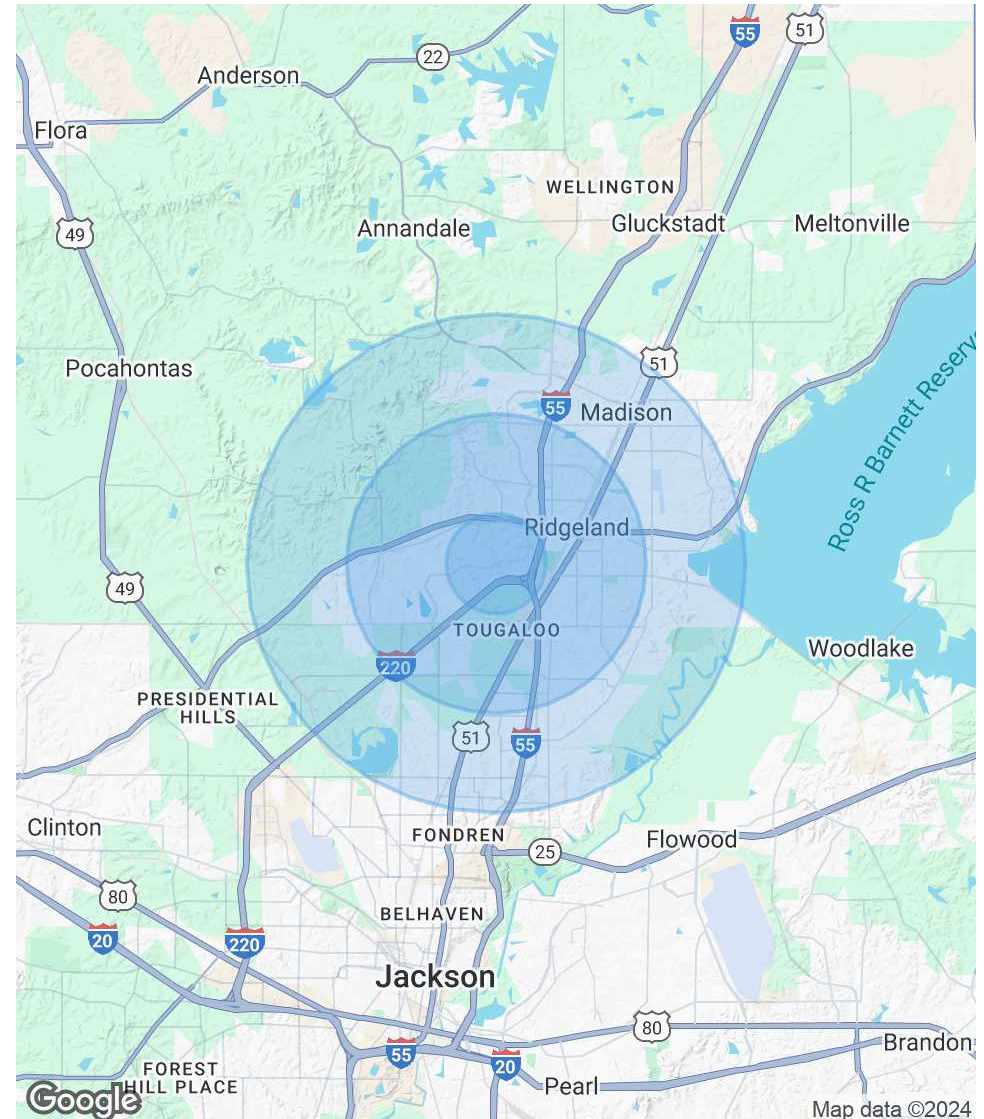 55
51
22
Anderson
Flora
WELLINGTON
49
Annandale
Gluckstadt
Meltonville
Ross R Barnett Reserv
Pocahontas
51
55
Madison
Ridgeland
49
TOUGALOO
Woodlake
220
PRESIDENTIAL
HILLS
51
55
Clinton
FONDREN
25
Flowood
80
BELHAVEN
20
220
Jackson
80
Brandon
55
20
FOREST
HILL PLACE
Pearl
Google
Map data ©2024